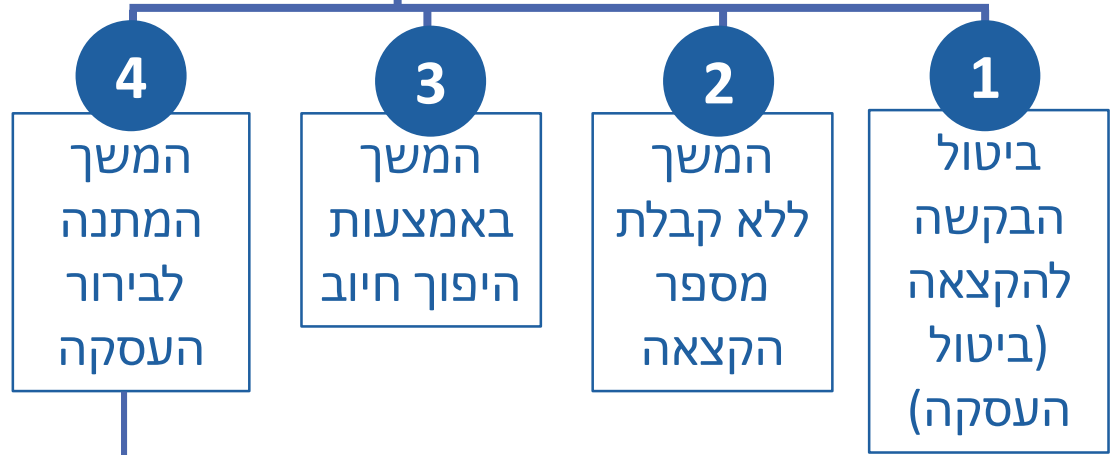 1
ביטול
הבקשה
להקצאה
(ביטול
העסקה)
2
המשך
ללא קבלת
מספר
הקצאה
3
המשך
באמצעות
היפוך חיוב
4
המשך
המתנה
לבירור
העסקה